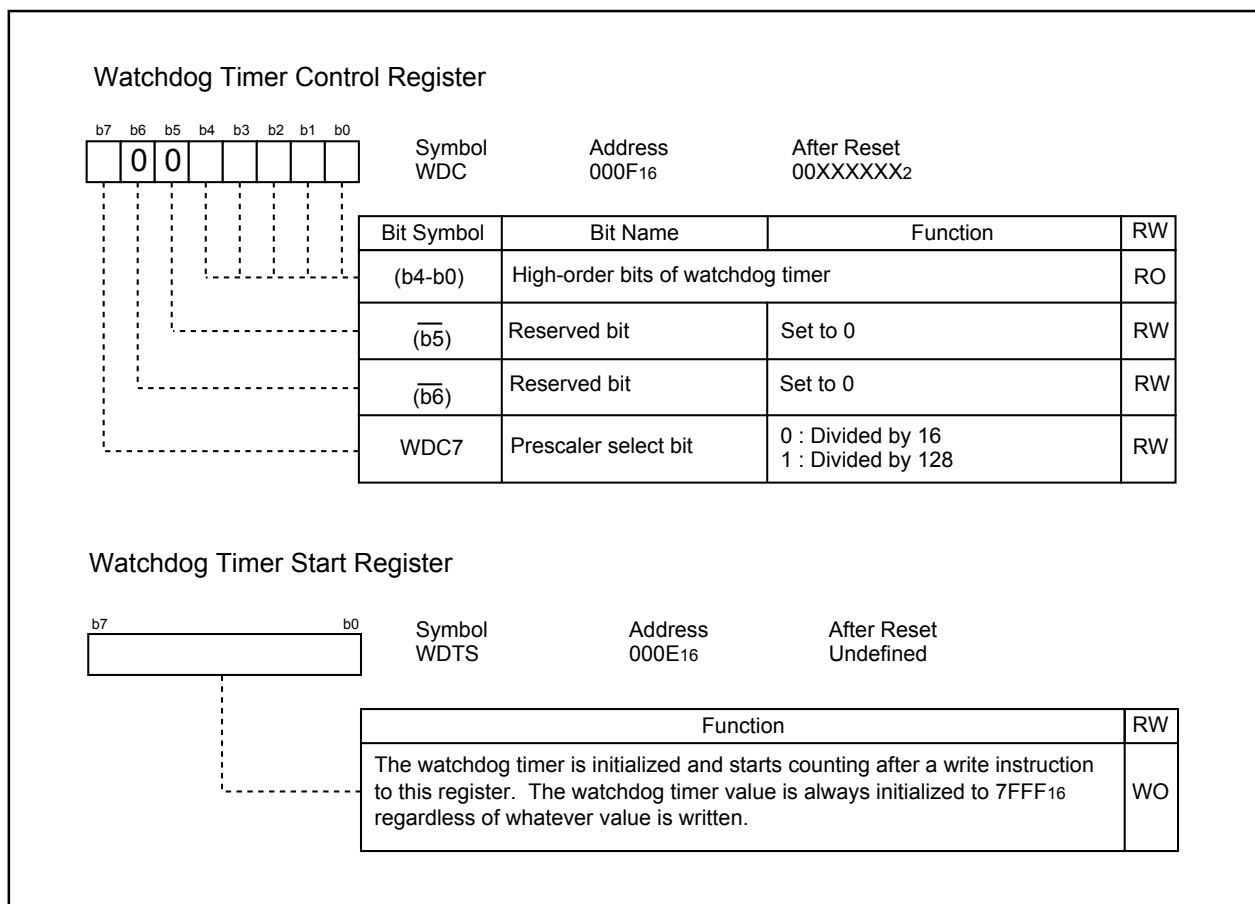 Watchdog Timer Control Register
b7 b6 b5 b4 b3 b2 b1 b0
0 0
Symbol Address After Reset
WDC 000F16 00XXXXXX2
Bit Symbol Bit Name Function RW
(b4-b0) High-order bits of watchdog timer RO
(b5) Reserved bit Set to 0 RW
(b6) Reserved bit Set to 0 RW
WDC7 Prescaler select bit 0 : Divided by 16 RW
1 : Divided by 128
Watchdog Timer Start Register
b7 b0
Symbol Address After Reset
WDTS 000E16 Undefined
Function RW
The watchdog timer is initialized and starts counting after a write instruction
to this register. The watchdog timer value is always initialized to 7FFF16 WO
regardless of whatever value is written.